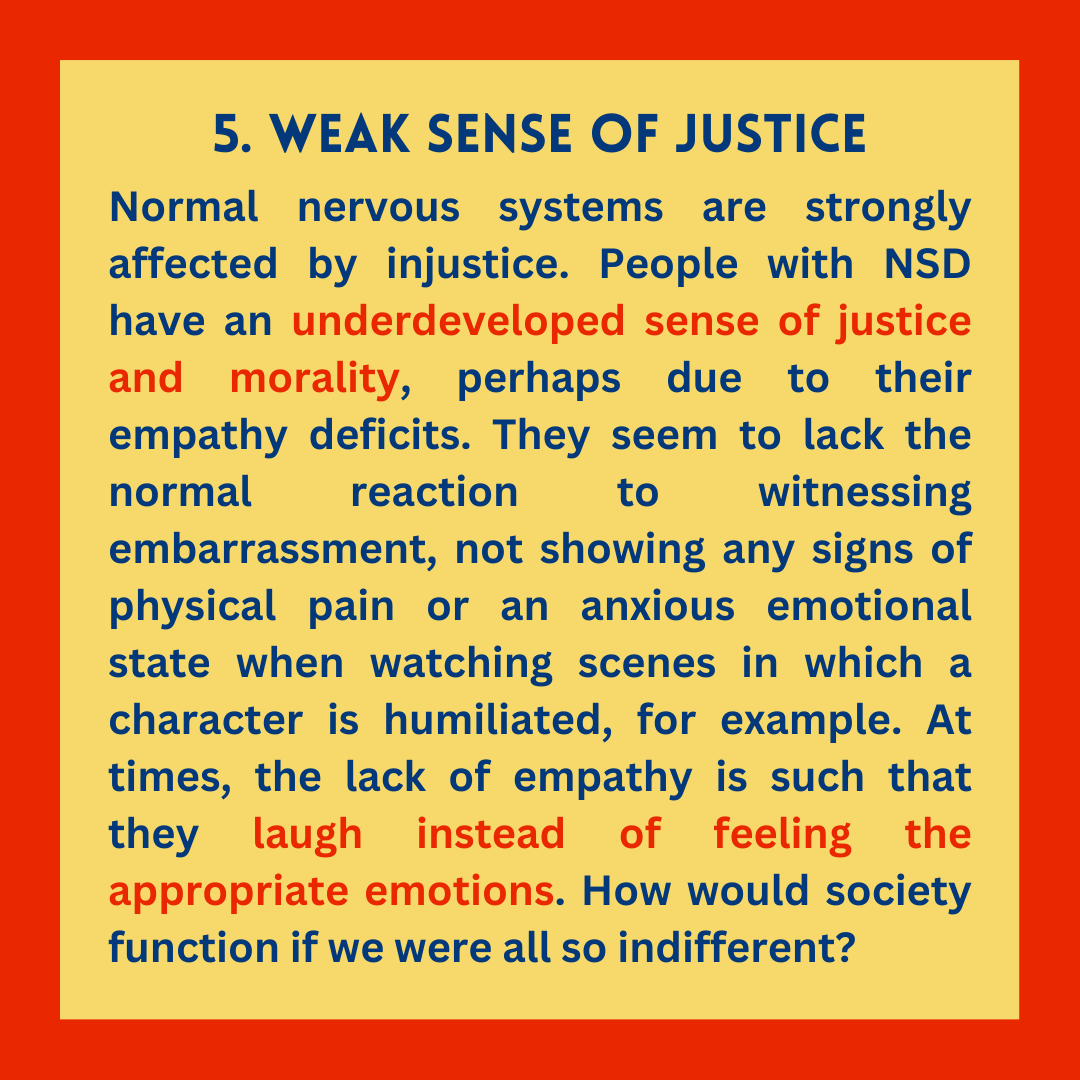 5. WEAK SENSE OF JUSTICE
Normal nervous systems are strongly
affected by injustice. People with NSD
have an underdeveloped sense of justice
and morality, perhaps due to their
empathy deficits. They seem to lack the
normal reaction to witnessing
embarrassment, not showing any signs of
physical pain or an anxious emotional
state when watching scenes in which a
character is humiliated, for example. At
times, the lack of empathy is such that
they laugh instead of feeling the
appropriate emotions. How would society
function if we were all so indifferent?